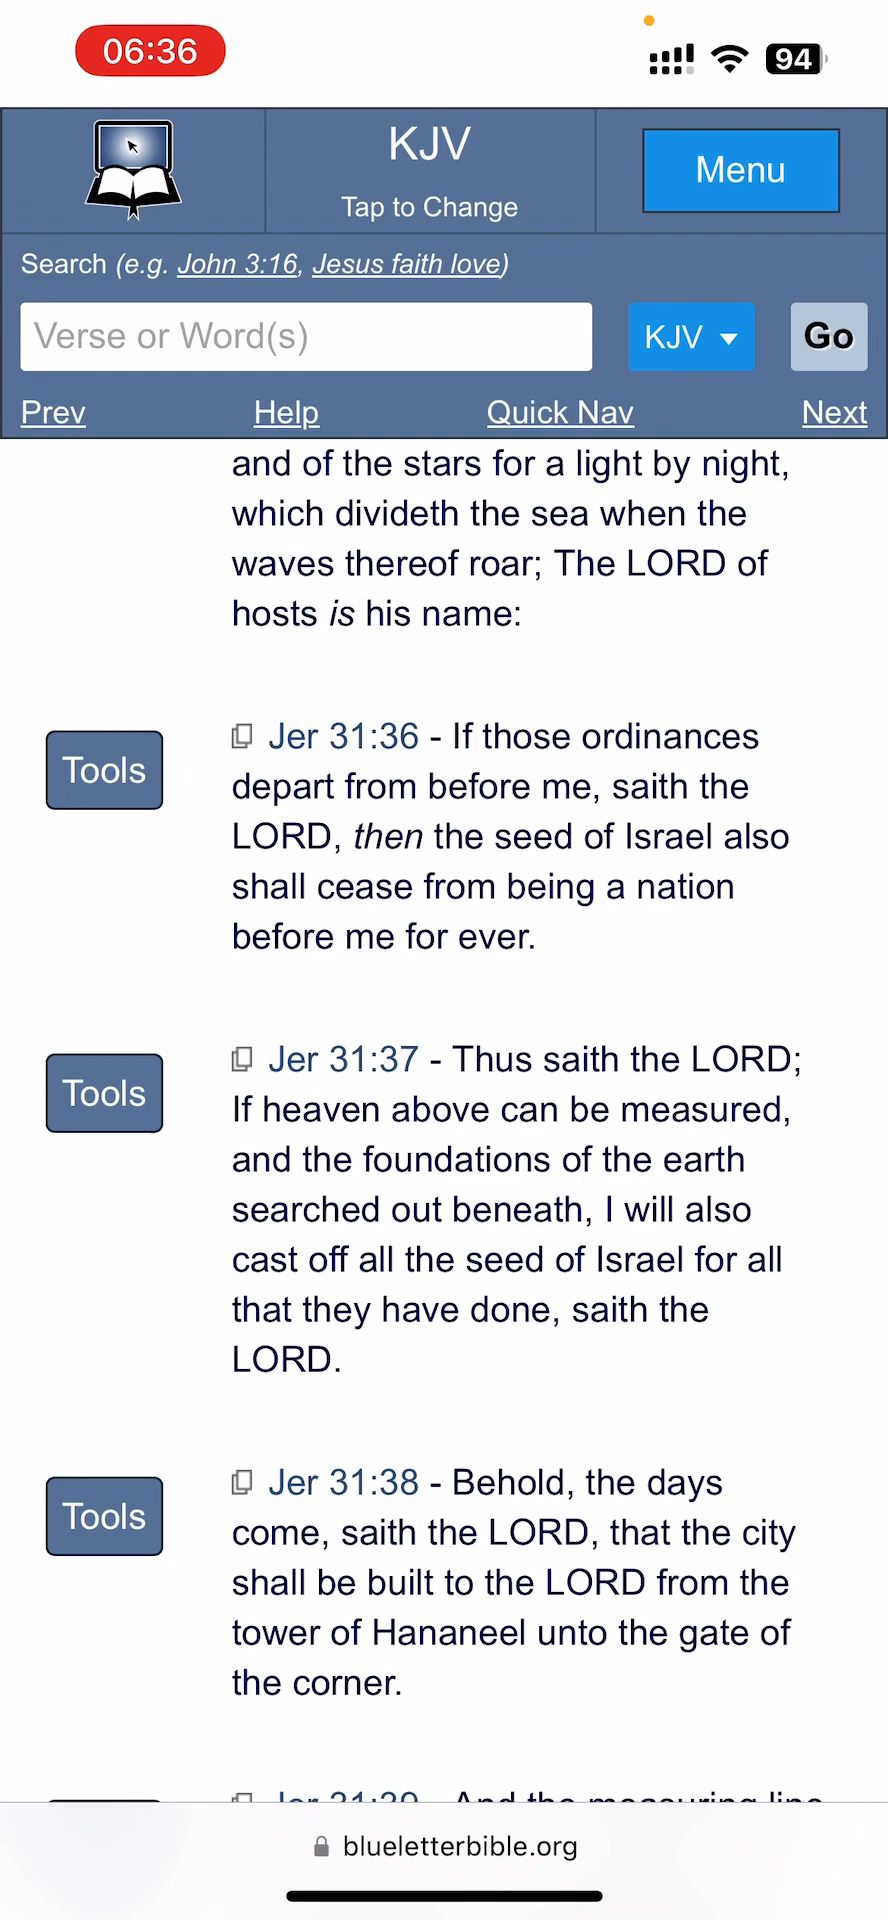 06:36
94
KJV
Tap to Change
Menu
Search (e.g. John 3:16, Jesus faith love)
Verse or Word(s)
KJV
Go
Prev
Help
Quick Nav
Next
and of the stars for a light by night,
which divideth the sea when the
waves thereof roar; The LORD of
hosts is his name:
Tools
Jer 31:36 - If those ordinances
depart from before me, saith the
LORD, then the seed of Israel also
shall cease from being a nation
before me for ever.
Tools
Jer 31:37 - Thus saith the LORD;
If heaven above can be measured,
and the foundations of the earth
searched out beneath, I will also
cast off all the seed of Israel for all
that they have done, saith the
LORD.
Tools
Jer 31:38 - Behold, the days
come, saith the LORD, that the city
shall be built to the LORD from the
tower of Hananeel unto the gate of
the corner.
Jer 31:39 - And the measuring line
blueletterbible.org